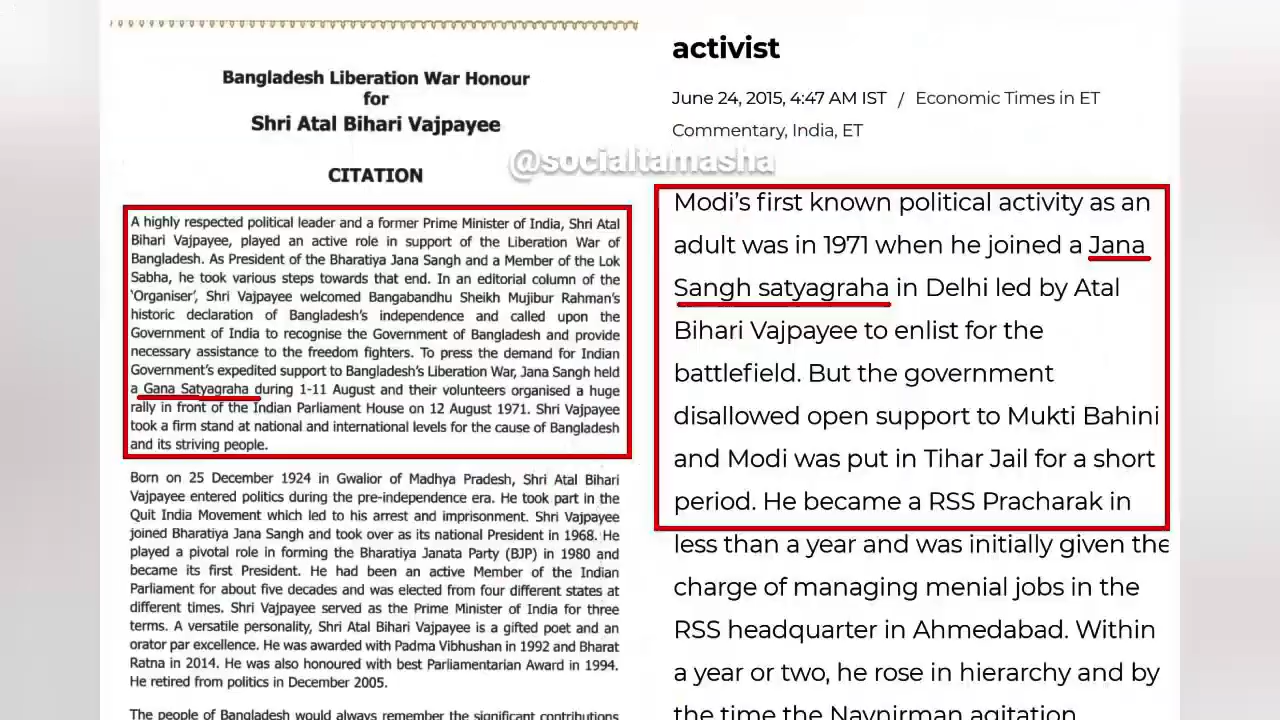 Bangladesh Liberation War Honour
for
Shri Atal Bihari Vajpayee
CITATION
A highly respected political leader and a former Prime Minister of India, Shri Atal
Bihari Vajpayee, played an active role in support of the Liberation War of
Bangladesh. As President of the Bharatiya Jana Sangh and a Member of the Lok
Sabha, he took various steps towards that end. In an editorial column of the
'Organiser', Shri Vajpayee welcomed Bangabandhu Sheikh Mujibur Rahman's
historic declaration of Bangladesh's independence and called upon the
Government of India to recognise the Government of Bangladesh and provide
necessary assistance to the freedom fighters. To press the demand for Indian
Government's expedited support to Bangladesh's Liberation War, Jana Sangh held
a Gana Satyagraha during 1-11 August and their volunteers organised a huge
rally in front of the Indian Parliament House on 12 August 1971. Shri Vajpayee
took a firm stand at national and international levels for the cause of Bangladesh
and its striving people.
Born on 25 December 1924 in Gwalior of Madhya Pradesh, Shri Atal Bihari
Vajpayee entered politics during the pre-independence era. He took part in the
Quit India Movement which led to his arrest and imprisonment. Shri Vajpayee
joined Bharatiya Jana Sangh and took over as its national President in 1968. He
played a pivotal role in forming the Bharatiya Janata Party (BJP) in 1980 and
became its first President. He had been an active Member of the Indian
Parliament for about five decades and was elected from four different states at
different times. Shri Vajpayee served as the Prime Minister of India for three
terms. A versatile personality, Shri Atal Bihari Vajpayee is a gifted poet and an
orator par excellence. He was awarded with Padma Vibhushan in 1992 and Bharat
Ratna in 2014. He was also honoured with best Parliamentarian Award in 1994.
He retired from politics in December 2005.
The people of Bangladesh would always remember the significant contributions
@socialtamasha
activist
June 24, 2015, 4:47 AM IST / Economic Times in ET
Commentary, India, ET
Modi's first known political activity as an
adult was in 1971 when he joined a Jana
Sangh satyagraha in Delhi led by Atal
Bihari Vajpayee to enlist for the
battlefield. But the government
disallowed open support to Mukti Bahini
and Modi was put in Tihar Jail for a short
period. He became a RSS Pracharak in
less than a year and was initially given the
charge of managing menial jobs in the
RSS headquarter in Ahmedabad. Within
a year or two, he rose in hierarchy and by
the time the Navnirman agitation